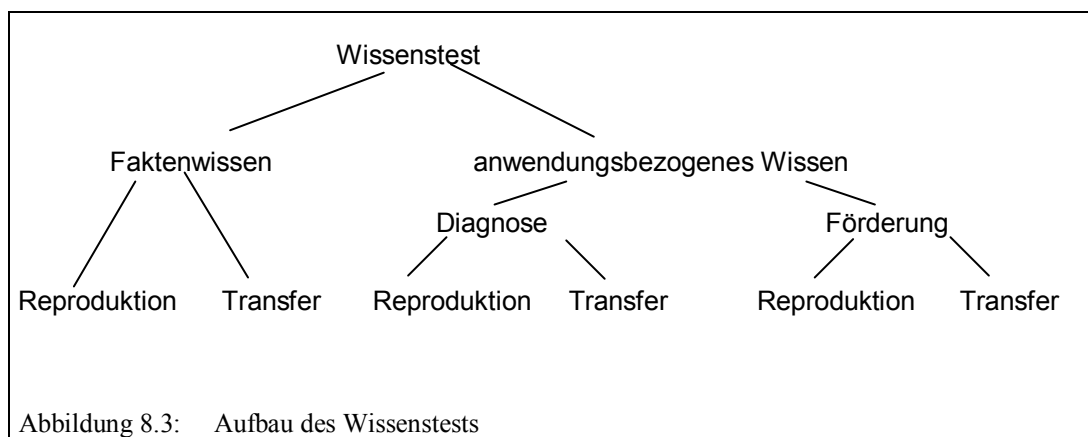 Wissenstest
Faktenwissen anwendungsbezogenes Wissen
Diagnose Förderung
Reproduktion Transfer Reproduktion Transfer Reproduktion Transfer
Abbildung 8.3: Aufbau des Wissenstests